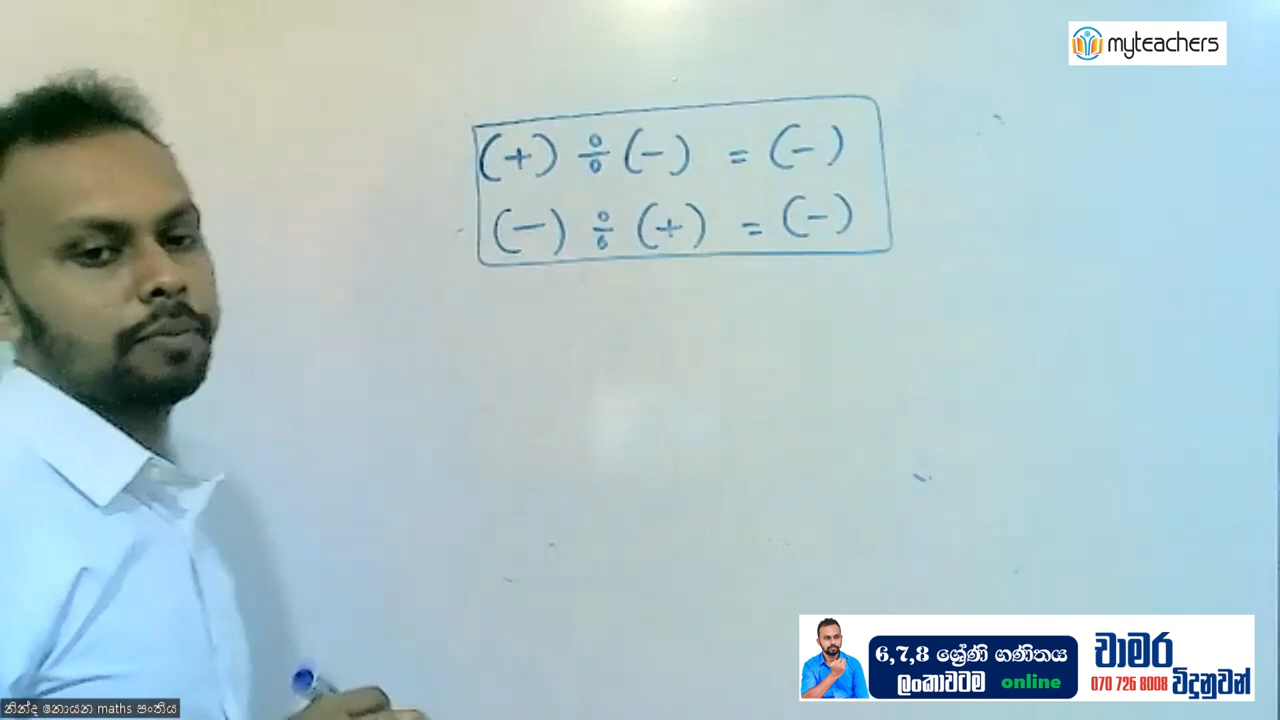 myteachers
(+) ÷ (-) = (-)
(-) ÷ (+) = (-)
6,7,8 ශ්‍රේණි ගණිතය
ලංකාවටම online
චාමර
070 726 8008 විදුනුවන්
නින්ද නොයන maths පංතිය